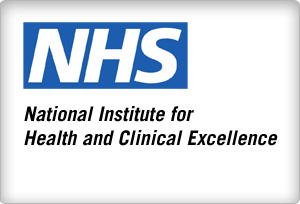 NHS
National Institute for
Health and Clinical Excellence